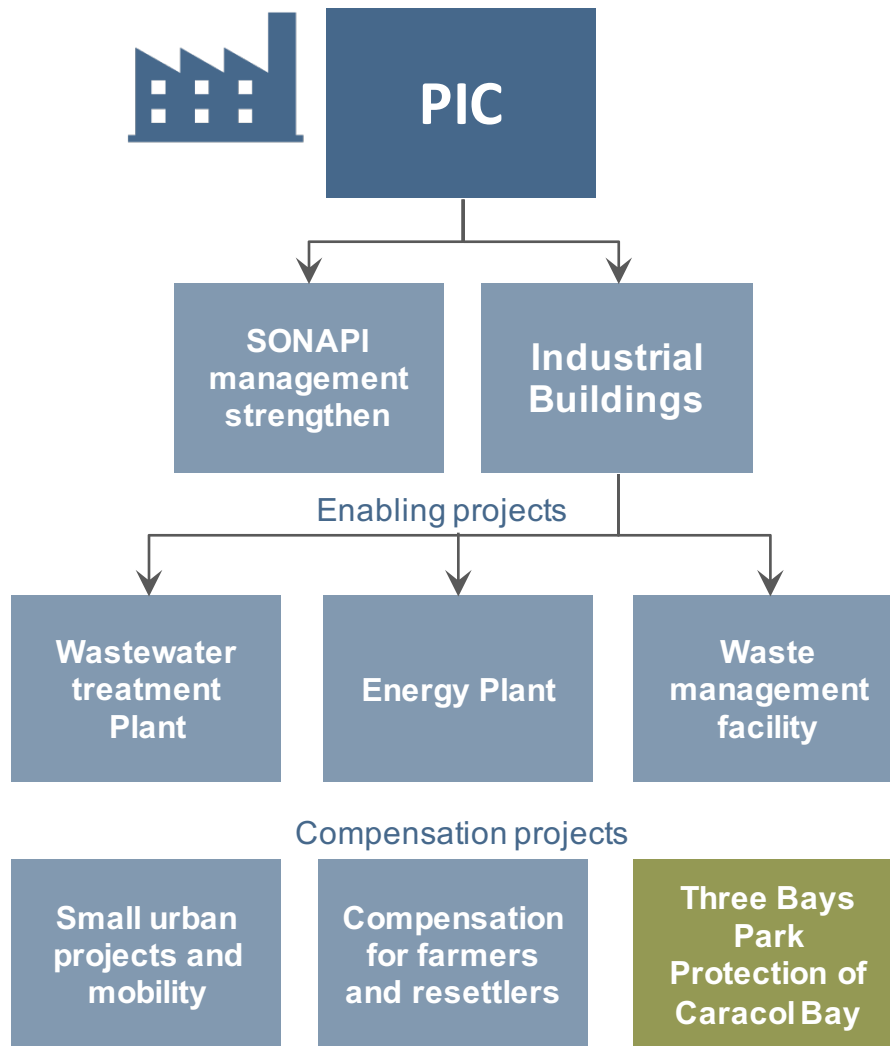 PIC
SONAPI
management
strengthen
Industrial
Buildings
Enabling projects
Wastewater
treatment
Plant
Energy Plant
Waste
management
facility
Compensation projects
Small urban
projects and
mobility
Compensation
for farmers
and resettlers
Three Bays
Park
Protection of
Caracol Bay